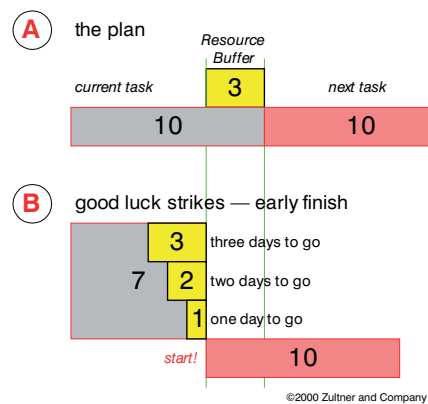 A the plan
Resource
Buffer
current task 3 next task
10 10
B good luck strikes — early finish
3 three days to go
7 2 two days to go
1 one day to go
start! 10
©2000 Zultner and Company